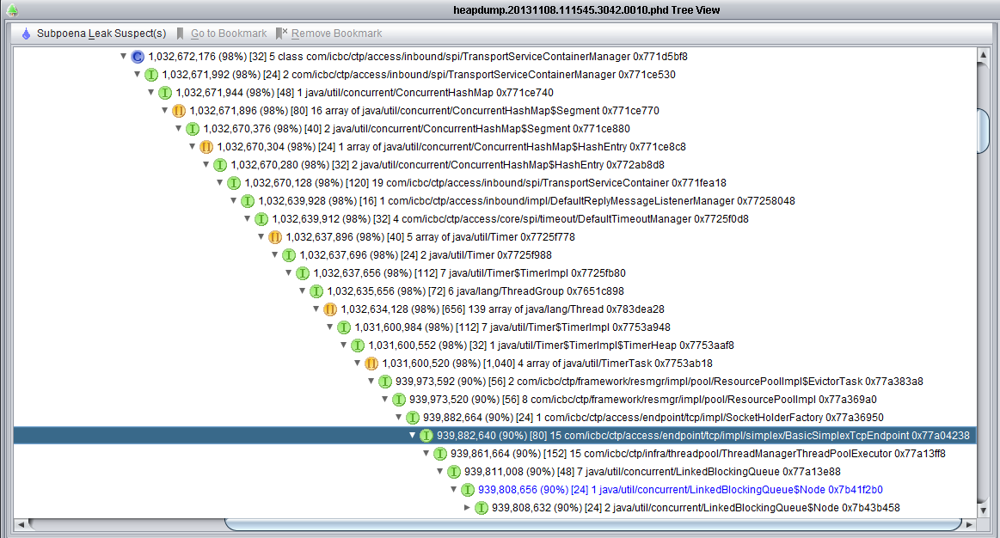 heapdump.20131108.111545.3042.0010.phd Tree View
Subpoena Leak Suspect(s) Go to Bookmark Remove Bookmark
C 1,032,672,176 (98%) [32] 5 class com/icbc/ctp/access/inbound/spi/TransportServiceContainerManager 0x771d5bf8
I 1,032,671,992 (98%) [24] 2 com/icbc/ctp/access/inbound/spi/TransportServiceContainerManager 0x771ce530
I 1,032,671,944 (98%) [48] 1 java/util/concurrent/ConcurrentHashMap 0x771ce740
[] 1,032,671,896 (98%) [80] 16 array of java/util/concurrent/ConcurrentHashMap$Segment 0x771ce770
I 1,032,670,376 (98%) [40] 2 java/util/concurrent/ConcurrentHashMap$Segment 0x771ce880
[] 1,032,670,304 (98%) [24] 1 array of java/util/concurrent/ConcurrentHashMap$HashEntry 0x771ce8c8
I 1,032,670,280 (98%) [32] 2 java/util/concurrent/ConcurrentHashMap$HashEntry 0x772ab8d8
I 1,032,670,128 (98%) [120] 19 com/icbc/ctp/access/inbound/spi/TransportServiceContainer 0x771fea18
I 1,032,639,928 (98%) [16] 1 com/icbc/ctp/access/inbound/impl/DefaultReplyMessageListenerManager 0x77258048
I 1,032,639,912 (98%) [32] 4 com/icbc/ctp/access/core/spi/timeout/DefaultTimeoutManager 0x7725f0d8
[] 1,032,637,896 (98%) [40] 5 array of java/util/Timer 0x7725f778
I 1,032,637,696 (98%) [24] 2 java/util/Timer 0x7725f988
I 1,032,637,656 (98%) [112] 7 java/util/Timer$TimerImpl 0x7725fb80
I 1,032,635,656 (98%) [72] 6 java/lang/ThreadGroup 0x7651c898
[] 1,032,634,128 (98%) [656] 139 array of java/lang/Thread 0x783dea28
I 1,031,600,984 (98%) [112] 7 java/util/Timer$TimerImpl 0x7753a948
I 1,031,600,552 (98%) [32] 1 java/util/Timer$TimerImpl$TimerHeap 0x7753aaf8
[] 1,031,600,520 (98%) [1,040] 4 array of java/util/TimerTask 0x7753ab18
I 939,973,592 (90%) [56] 2 com/icbc/ctp/framework/resmgr/impl/pool/ResourcePoolImpl$EvictorTask 0x77a383a8
I 939,973,520 (90%) [56] 8 com/icbc/ctp/framework/resmgr/impl/pool/ResourcePoolImpl 0x77a369a0
I 939,882,664 (90%) [24] 1 com/icbc/ctp/access/endpoint/tcp/impl/SocketHolderFactory 0x77a36950
I 939,882,640 (90%) [80] 15 com/icbc/ctp/access/endpoint/tcp/impl/simplex/BasicSimplexTcpEndpoint 0x77a04238
I 939,861,664 (90%) [152] 15 com/icbc/ctp/infra/threadpool/ThreadManagerThreadPoolExecutor 0x77a13ff8
I 939,811,008 (90%) [48] 7 java/util/concurrent/LinkedBlockingQueue 0x77a13e88
I 939,808,656 (90%) [24] 1 java/util/concurrent/LinkedBlockingQueue$Node 0x7b41f2b0
I 939,808,632 (90%) [24] 2 java/util/concurrent/LinkedBlockingQueue$Node 0x7b43b458